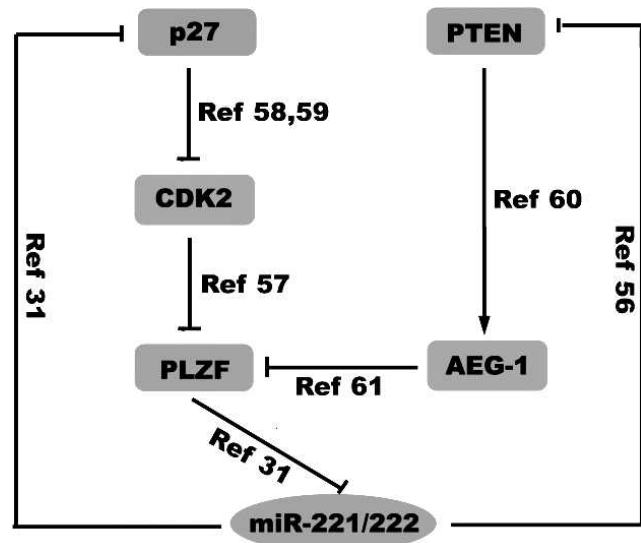 p27
PTEN
Ref 58,59
CDK2
Ref 60
Ref 31
Ref 56
Ref 57
PLZF
AEG-1
Ref 61
Ref 31
miR-221/222